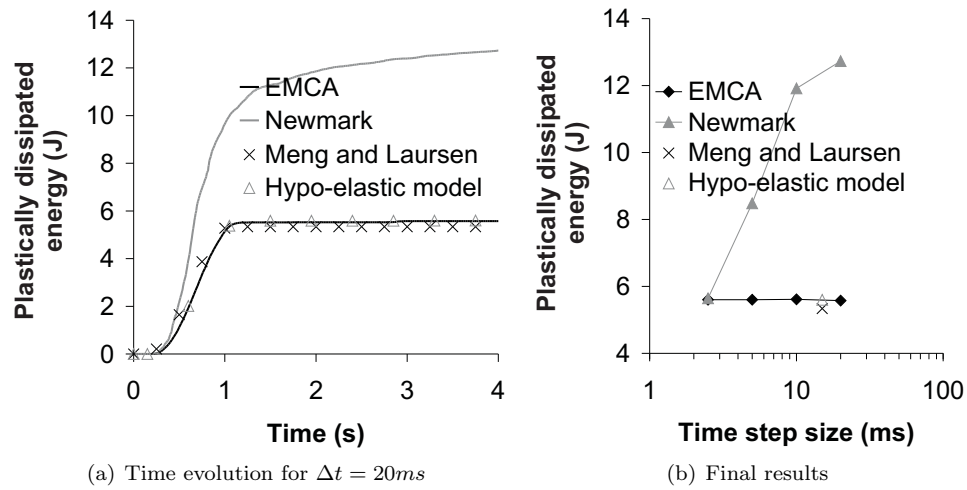 Plastically dissipated
energy (J)
14
12
10
8
6
4
2
0
EMCA
Newmark
Meng and Laursen
Hypo-elastic model
0 1 2 3 4
Time (s)
(a) Time evolution for Δt = 20ms
Plastically dissipated
energy (J)
14
12
10
8
6
4
EMCA
Newmark
Meng and Laursen
Hypo-elastic model
1 10 100
Time step size (ms)
(b) Final results